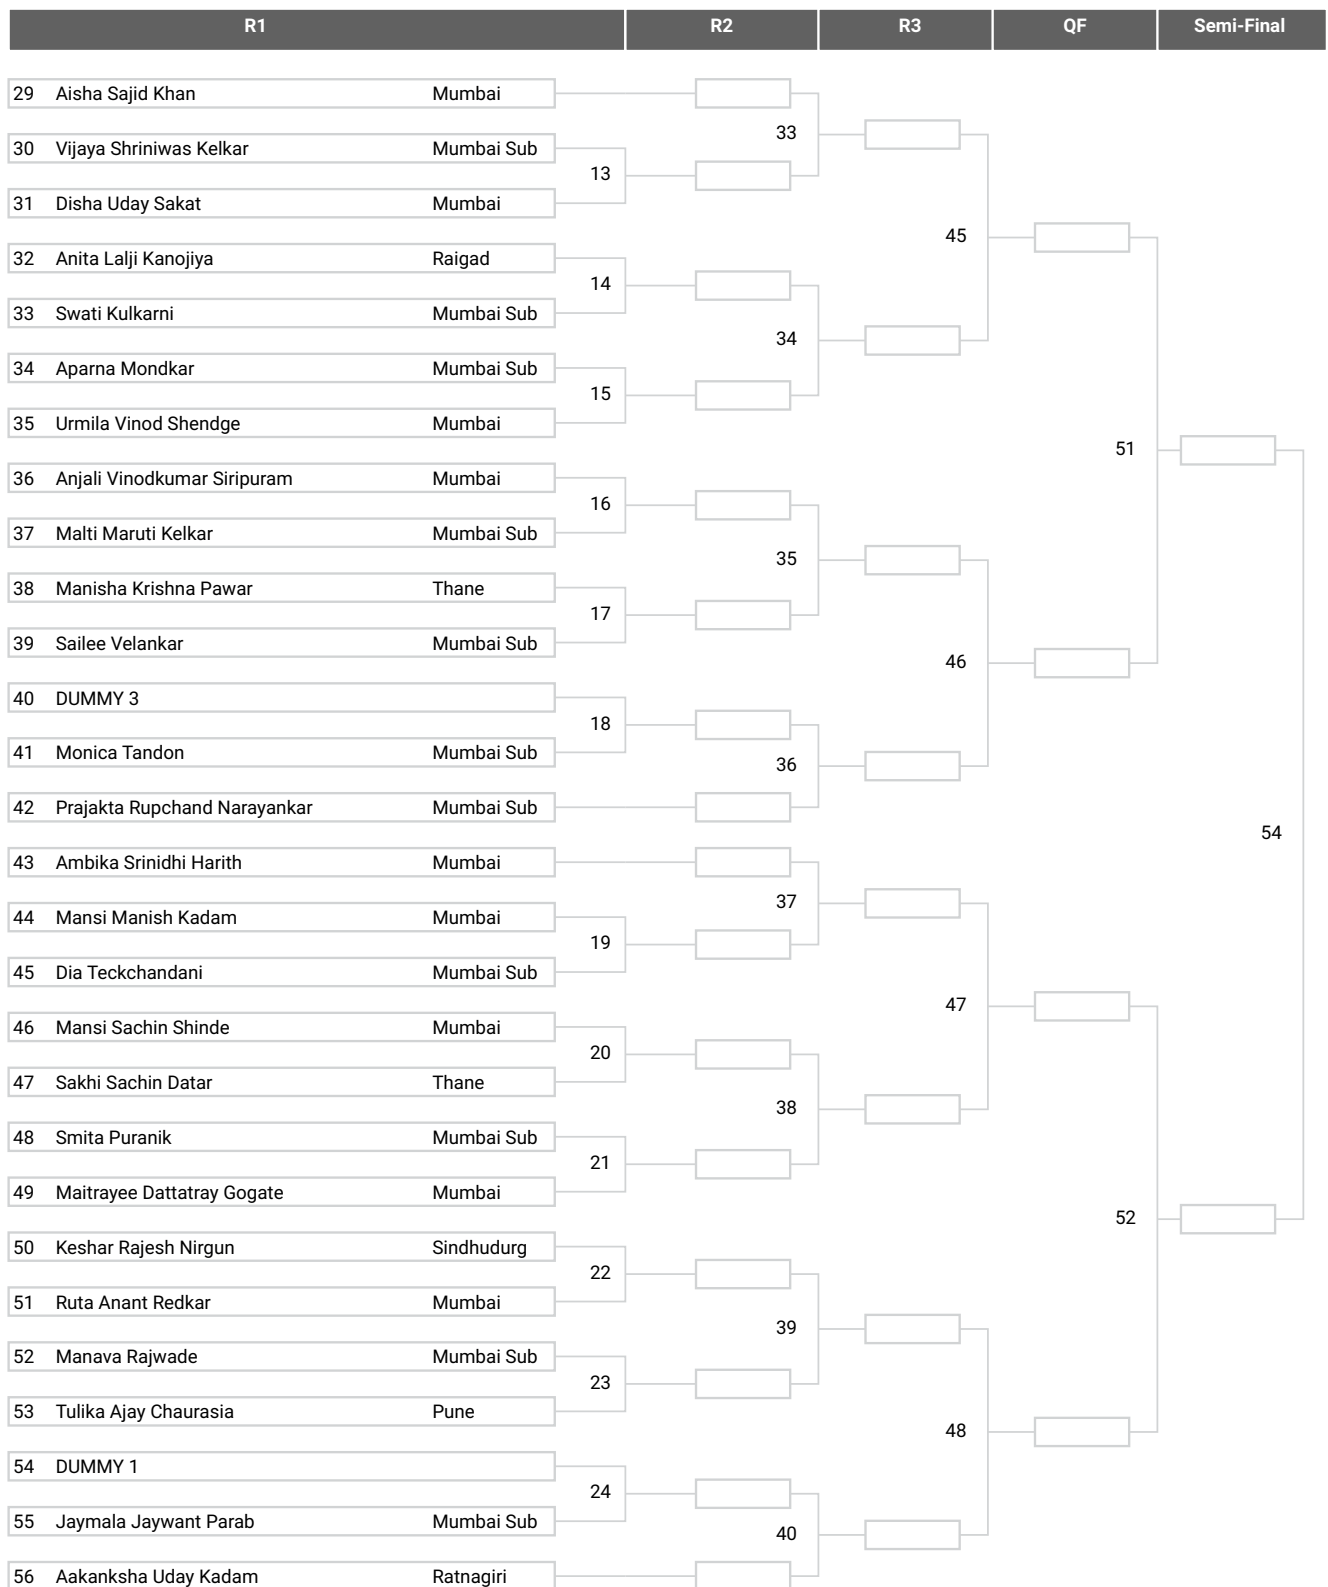 R1 R2 R3 QF Semi-Final
29 Aisha Sajid Khan Mumbai
33
30 Vijaya Shriniwas Kelkar Mumbai Sub
13
31 Disha Uday Sakat Mumbai
45
32 Anita Lalji Kanojiya Raigad
14
33 Swati Kulkarni Mumbai Sub
34
34 Aparna Mondkar Mumbai Sub
15
35 Urmila Vinod Shendge Mumbai
51
36 Anjali Vinodkumar Siripuram Mumbai
16
37 Malti Maruti Kelkar Mumbai Sub
35
38 Manisha Krishna Pawar Thane
17
39 Sailee Velankar Mumbai Sub
46
40 DUMMY 3
18
41 Monica Tandon Mumbai Sub
36
42 Prajakta Rupchand Narayankar Mumbai Sub
54
43 Ambika Srinidhi Harith Mumbai
37
44 Mansi Manish Kadam Mumbai
19
45 Dia Teckchandani Mumbai Sub
47
46 Mansi Sachin Shinde Mumbai
20
47 Sakhi Sachin Datar Thane
38
48 Smita Puranik Mumbai Sub
21
49 Maitrayee Dattatray Gogate Mumbai
52
50 Keshar Rajesh Nirgun Sindhudurg
22
51 Ruta Anant Redkar Mumbai
39
52 Manava Rajwade Mumbai Sub
23
53 Tulika Ajay Chaurasia Pune
48
54 DUMMY 1
24
55 Jaymala Jaywant Parab Mumbai Sub
40
56 Aakanksha Uday Kadam Ratnagiri